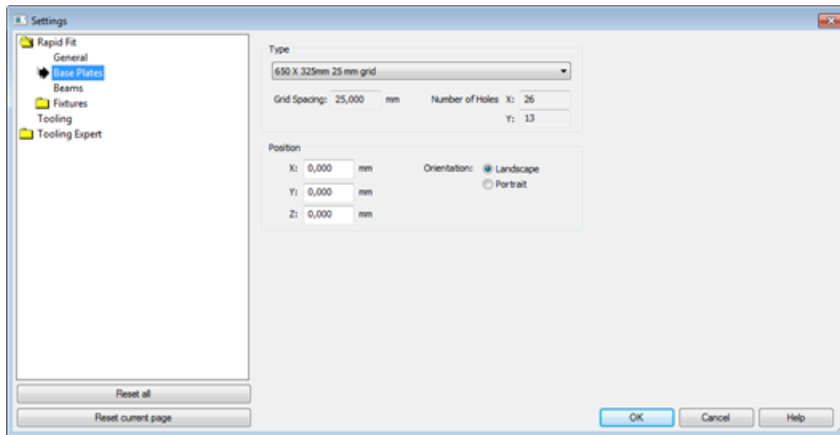 Settings
Rapid Fit
General
Base Plates
Beams
Fixtures
Tooling
Tooling Expert
Reset all
Reset current page
Type
650 X 325mm 25 mm grid
Grid Spacing: 25,000 mm Number of Holes X: 26
Y: 13
Position
X: 0,000 mm Orientation: Landscape
Portrait
Y: 0,000 mm
Z: 0,000 mm
OK Cancel Help